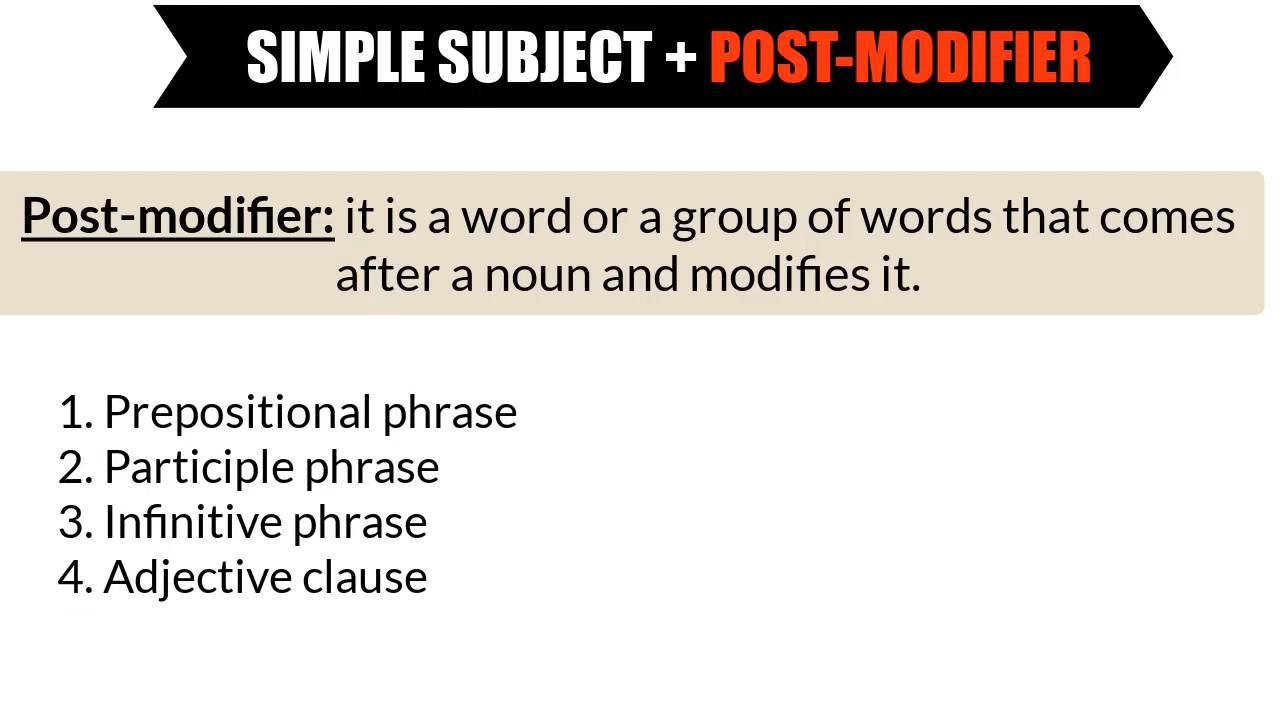 SIMPLE SUBJECT + POST-MODIFIER
Post-modifier: it is a word or a group of words that comes
after a noun and modifies it.
1. Prepositional phrase
2. Participle phrase
3. Infinitive phrase
4. Adjective clause